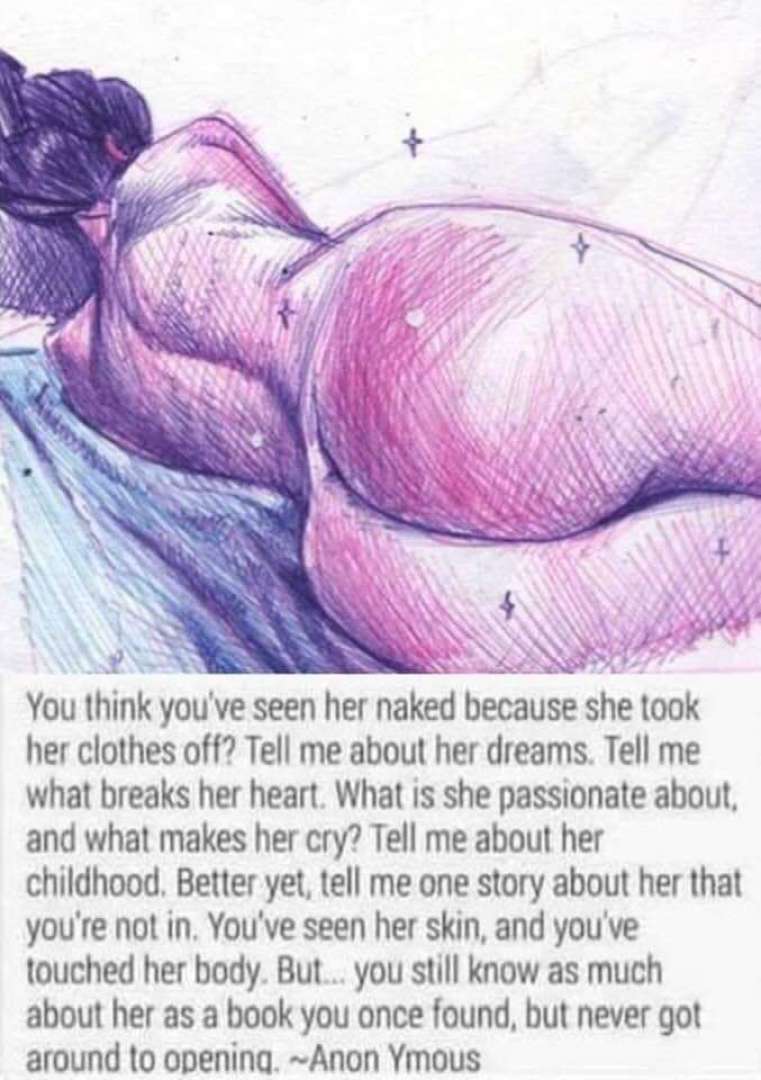 You think you've seen her naked because she took
her clothes off? Tell me about her dreams. Tell me
what breaks her heart. What is she passionate about,
and what makes her cry? Tell me about her
childhood. Better yet, tell me one story about her that
you're not in. You've seen her skin, and you've
touched her body. But... you still know as much
about her as a book you once found, but never got
around to opening. ~Anon Ymous